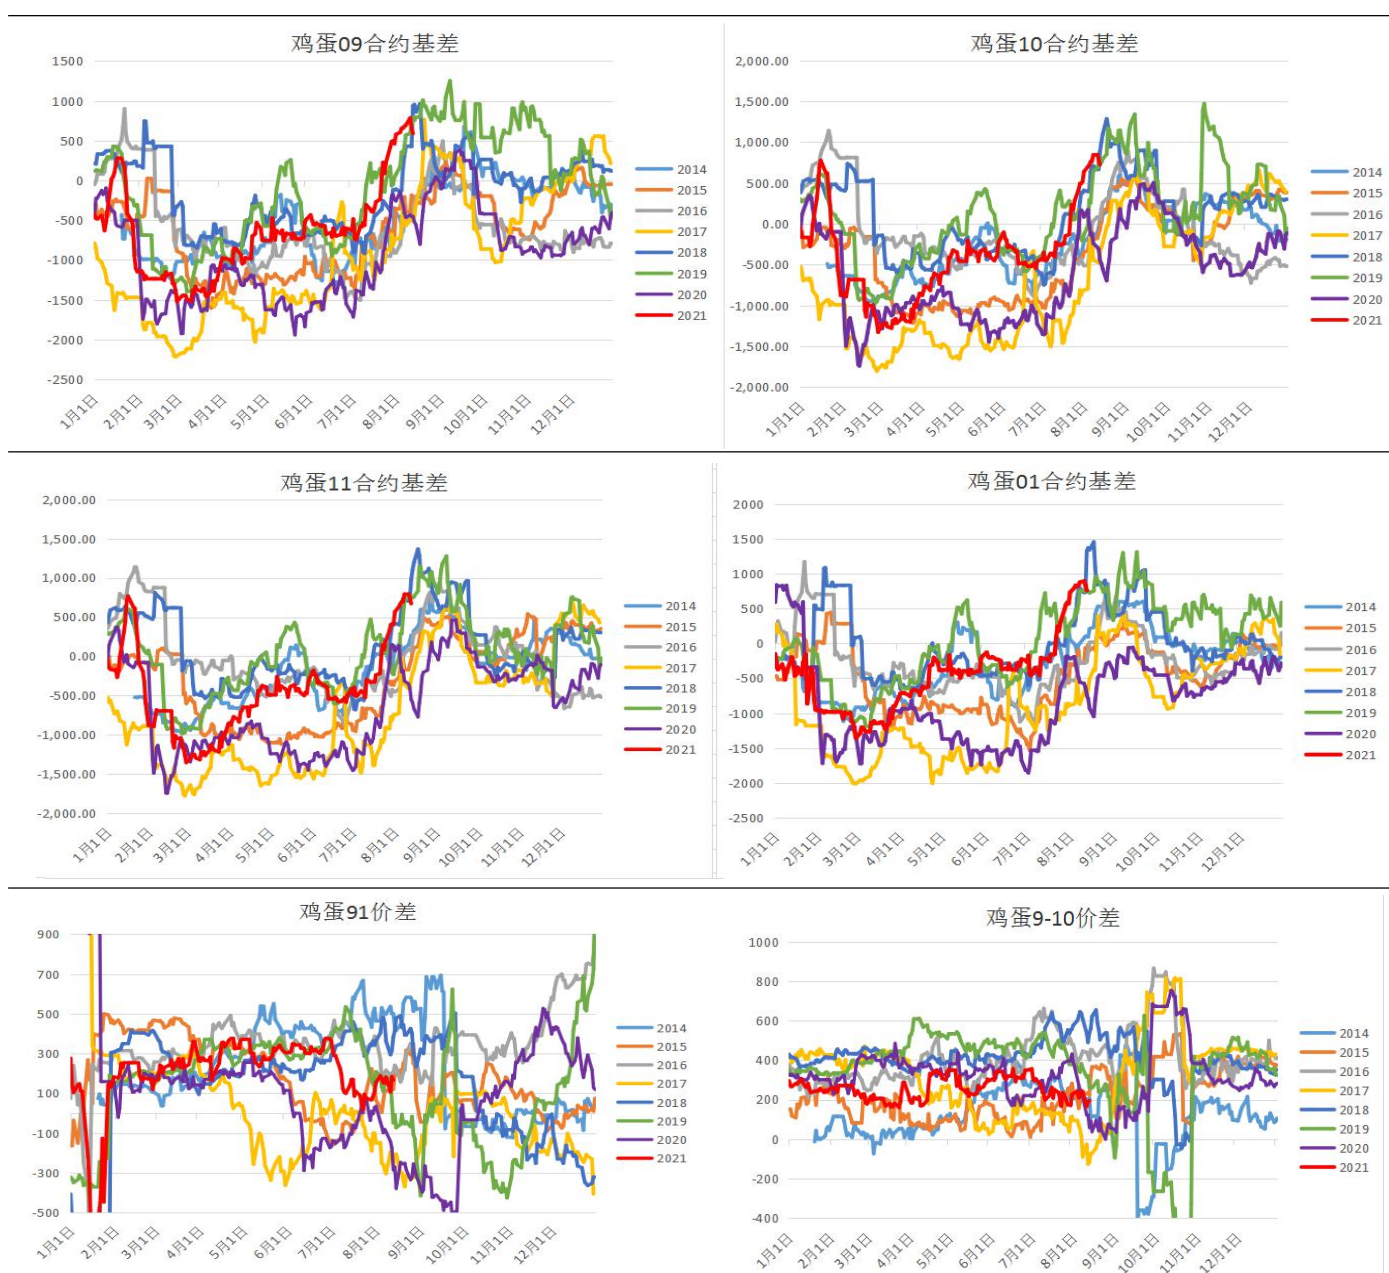 鸡蛋09合约基差
1500
1000
500
0
-500
-1000
-1500
-2000
-2500
1月1日
2月1日
3月1日
4月1日
5月1日
6月1日
7月1日
8月1日
9月1日
10月1日
11月1日
12月1日
2014
2015
2016
2017
2018
2019
2020
2021
鸡蛋10合约基差
2,000.00
1,500.00
1,000.00
500.00
0.00
-500.00
-1,000.00
-1,500.00
-2,000.00
1月1日
2月1日
3月1日
4月1日
5月1日
6月1日
7月1日
8月1日
9月1日
10月1日
11月1日
12月1日
2014
2015
2016
2017
2018
2019
2020
2021
鸡蛋11合约基差
2,000.00
1,500.00
1,000.00
500.00
0.00
-500.00
-1,000.00
-1,500.00
-2,000.00
1月1日
2月1日
3月1日
4月1日
5月1日
6月1日
7月1日
8月1日
9月1日
10月1日
11月1日
12月1日
2014
2015
2016
2017
2018
2019
2020
2021
鸡蛋01合约基差
2000
1500
1000
500
0
-500
-1000
-1500
-2000
-2500
1月1日
2月1日
3月1日
4月1日
5月1日
6月1日
7月1日
8月1日
9月1日
10月1日
11月1日
12月1日
2014
2015
2016
2017
2018
2019
2020
2021
鸡蛋91价差
900
700
500
300
100
-100
-300
-500
1月1日
2月1日
3月1日
4月1日
5月1日
6月1日
7月1日
8月1日
9月1日
10月1日
11月1日
12月1日
2014
2015
2016
2017
2018
2019
2020
2021
鸡蛋9-10价差
1000
800
600
400
200
0
-200
-400
1月1日
2月1日
3月1日
4月1日
5月1日
6月1日
7月1日
8月1日
9月1日
10月1日
11月1日
12月1日
2014
2015
2016
2017
2018
2019
2020
2021